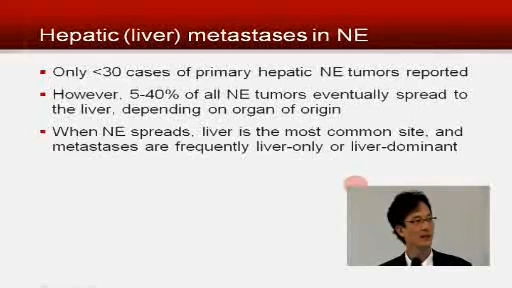 Hepatic (liver) metastases in NE
Only <30 cases of primary hepatic NE tumors reported
However, 5-40% of all NE tumors eventually spread to
the liver, depending on organ of origin
When NE spreads, liver is the most common site, and
metastases are frequently liver-only or liver-dominant